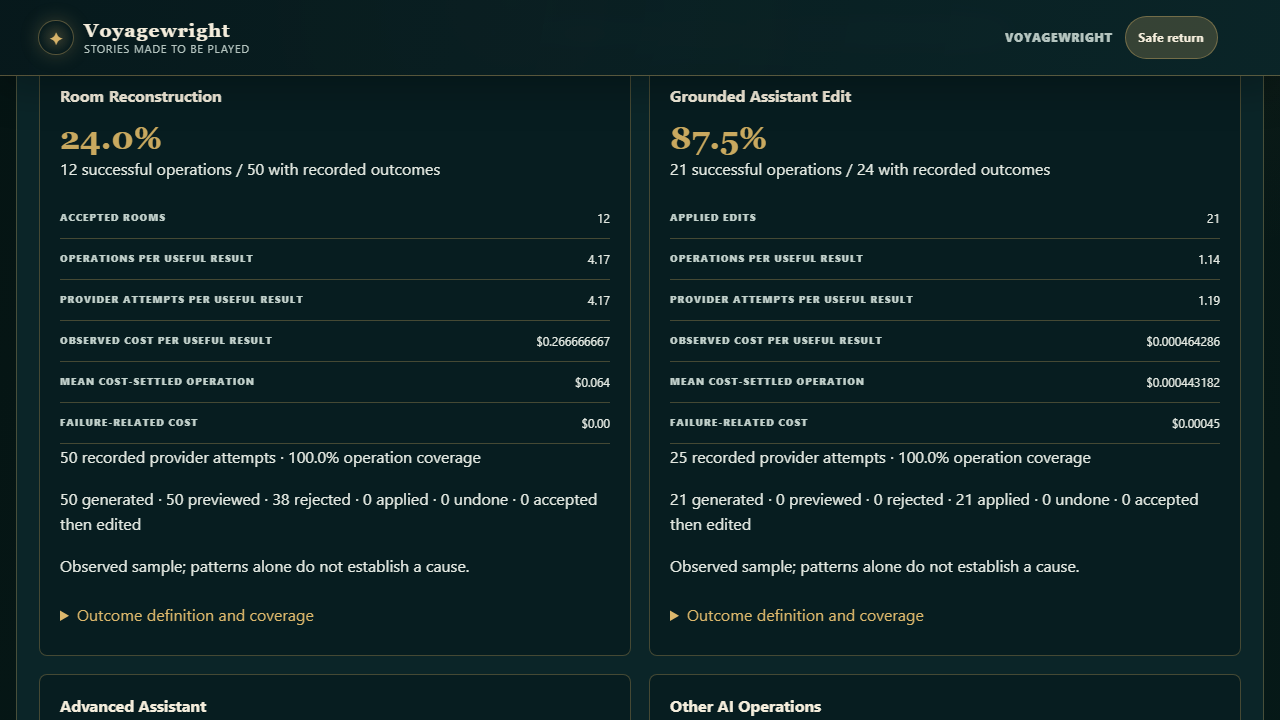 Voyagewright
STORIES MADE TO BE PLAYED
VOYAGEWRIGHT
Safe return
Room Reconstruction
24.0%
12 successful operations / 50 with recorded outcomes
ACCEPTED ROOMS 12
OPERATIONS PER USEFUL RESULT 4.17
PROVIDER ATTEMPTS PER USEFUL RESULT 4.17
OBSERVED COST PER USEFUL RESULT $0.266666667
MEAN COST-SETTLED OPERATION $0.064
FAILURE-RELATED COST $0.00
50 recorded provider attempts · 100.0% operation coverage
50 generated · 50 previewed · 38 rejected · 0 applied · 0 undone · 0 accepted
then edited
Observed sample; patterns alone do not establish a cause.
▶ Outcome definition and coverage
Grounded Assistant Edit
87.5%
21 successful operations / 24 with recorded outcomes
APPLIED EDITS 21
OPERATIONS PER USEFUL RESULT 1.14
PROVIDER ATTEMPTS PER USEFUL RESULT 1.19
OBSERVED COST PER USEFUL RESULT $0.000464286
MEAN COST-SETTLED OPERATION $0.000443182
FAILURE-RELATED COST $0.00045
25 recorded provider attempts · 100.0% operation coverage
21 generated · 0 previewed · 0 rejected · 21 applied · 0 undone · 0 accepted
then edited
Observed sample; patterns alone do not establish a cause.
▶ Outcome definition and coverage
Advanced Assistant
Other AI Operations